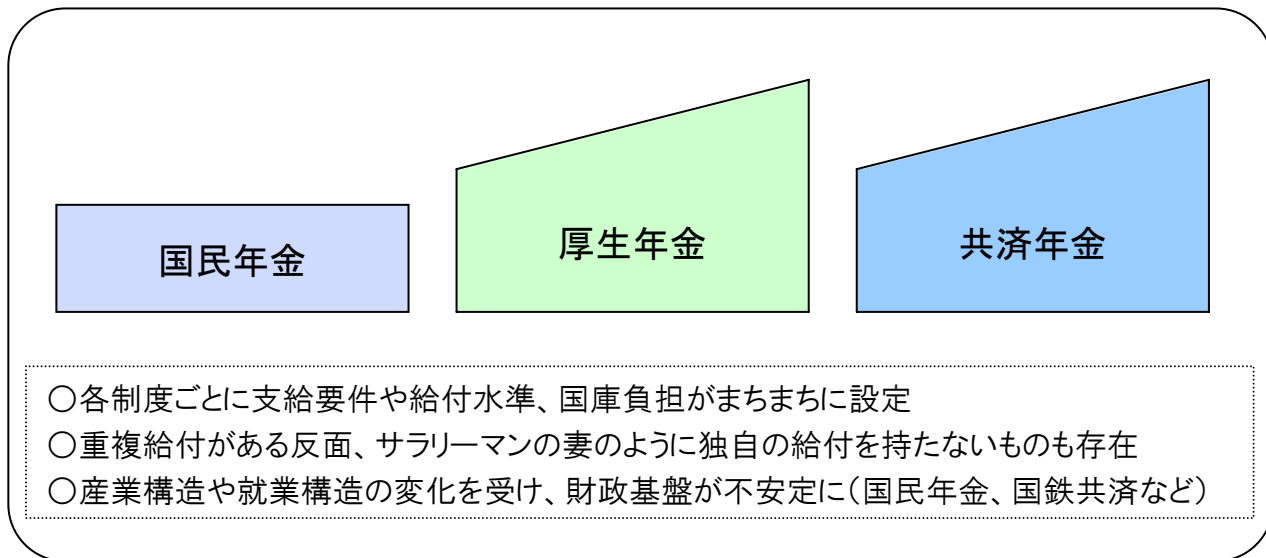 国民年金
厚生年金
共済年金
○各制度ごとに支給要件や給付水準、国庫負担がまちまちに設定
○重複給付がある反面、サラリーマンの妻のように独自の給付を持たないものも存在
○産業構造や就業構造の変化を受け、財政基盤が不安定に(国民年金、国鉄共済など)